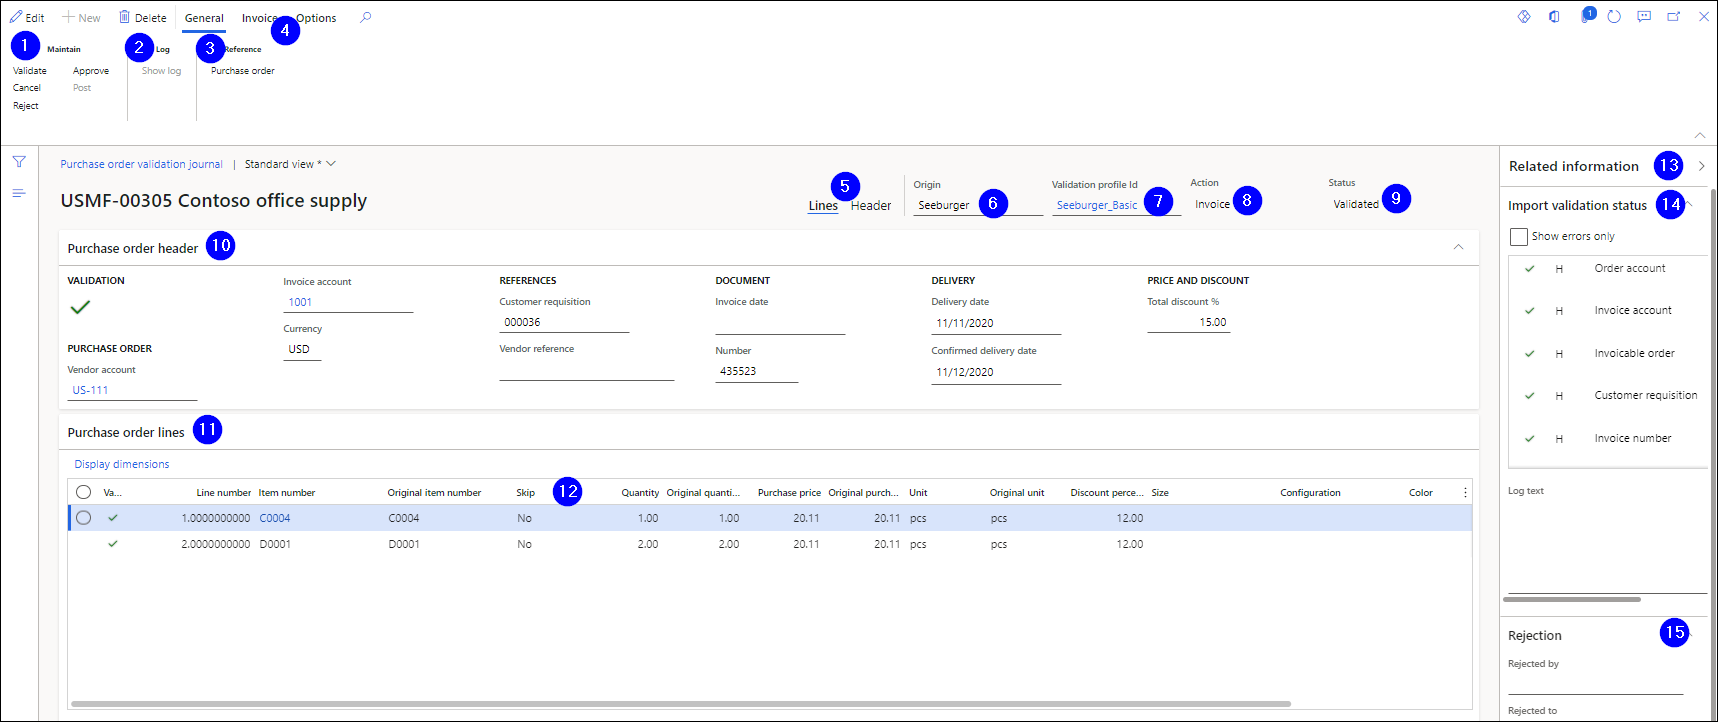 Edit New Delete General Invoice Options
1
1 Maintain 2 Log 3 Reference 4
Validate Approve Show log Purchase order
Cancel Post
Reject
Purchase order validation journal | Standard view *
USMF-00305 Contoso office supply
5
Lines Header
Origin
Seeburger 6
Validation profile Id
Seeburger_Basic 7
Action
Invoice 8
Status
Validated 9
Purchase order header 10
VALIDATION
PURCHASE ORDER
Vendor account
US-111
Invoice account
1001
Currency
USD
REFERENCES
Customer requisition
000036
Vendor reference
DOCUMENT
Invoice date
Number
435523
DELIVERY
Delivery date
11/11/2020
Confirmed delivery date
11/12/2020
PRICE AND DISCOUNT
Total discount %
15.00
Purchase order lines 11
Display dimensions
Va... Line number Item number Original item number Skip 12 Quantity Original quanti... Purchase price Original purch... Unit Original unit Discount perce... Size Configuration Color
1.0000000000 C0004 C0004 No 1.00 1.00 20.11 20.11 pcs pcs 12.00
2.0000000000 D0001 D0001 No 2.00 2.00 20.11 20.11 pcs pcs 12.00
Related information 13
Import validation status 14
Show errors only
H Order account
H Invoice account
H Invoicable order
H Customer requisition
H Invoice number
Log text
Rejection 15
Rejected by
Rejected to